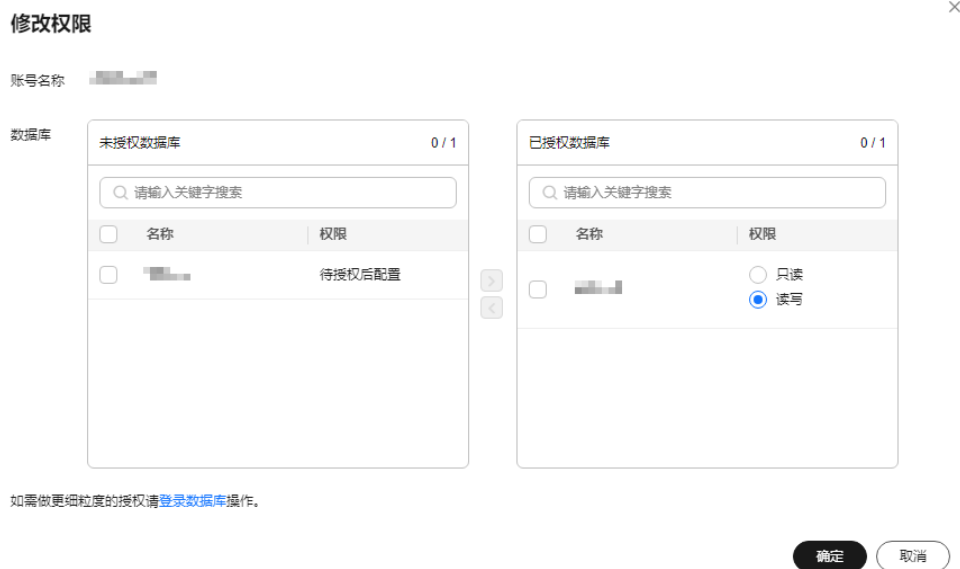 修改权限
账号名称
数据库
未授权数据库 0 / 1
请输入关键字搜索
名称 权限
待授权后配置
已授权数据库 0 / 1
请输入关键字搜索
名称 权限
只读
读写
如需做更细粒度的授权请登录数据库操作。
确定 取消